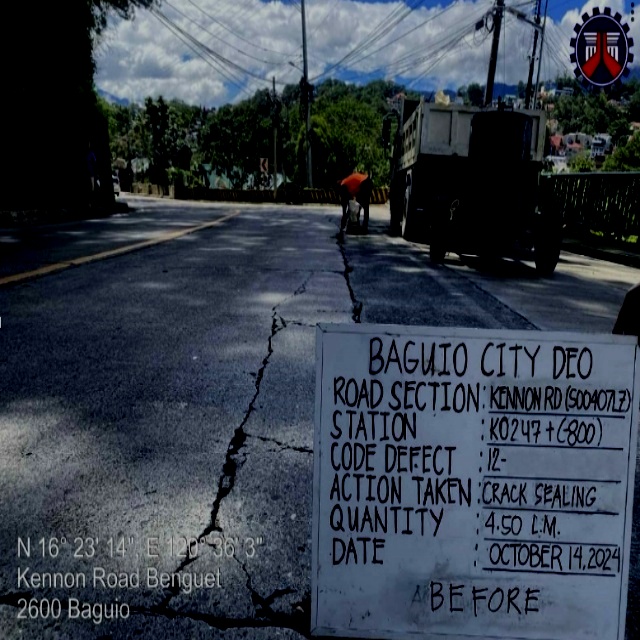 BAGUIO CITY DEO
ROAD SECTION KENNON RD (S00407LZ)
STATION K0247+(-800)
CODE DEFECT 12
ACTION TAKEN CRACK SEALING
QUANTITY 4.50 L.M.
DATE OCTOBER 14, 2024
BEFORE
N 16° 23' 14" E 120° 36' 3"
Kennon Road Benguet
2600 Baguio